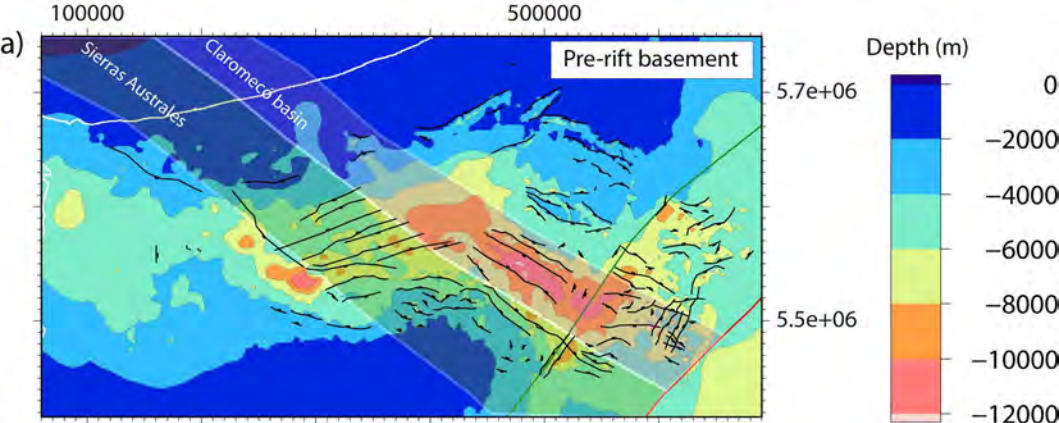 100000
500000
a)
Sierras Australes
Claromecó basin
Pre-rift basement
5.7e+06
5.5e+06
Depth (m)
0
−2000
−4000
−6000
−8000
−10000
−12000